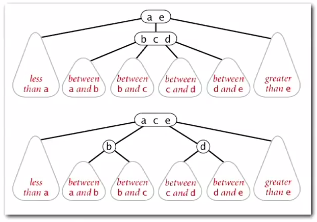 a e
b c d
less between between between between greater
than a a and b b and c c and d d and e than e
a c e
b d
less between between between between greater
than a a and b b and c c and d d and e than e